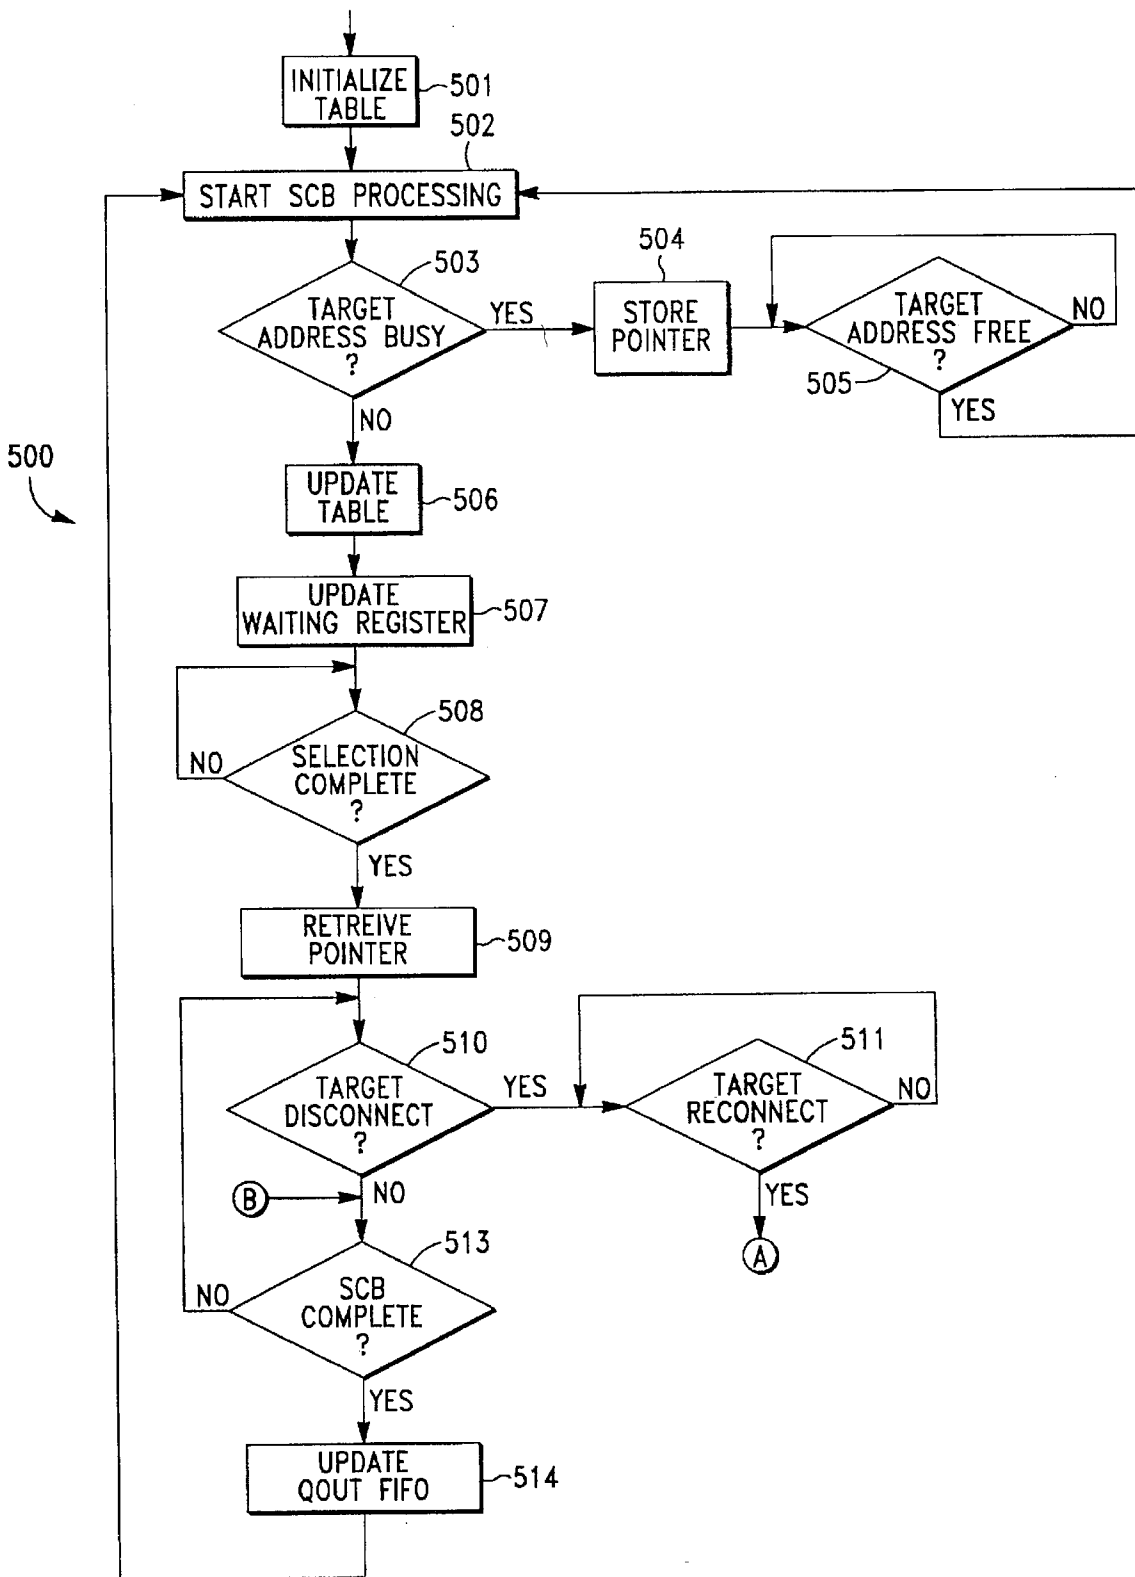 INITIALIZE
TABLE
501
502
START SCB PROCESSING
503
TARGET
ADDRESS BUSY
?
YES
NO
504
STORE
POINTER
TARGET
ADDRESS FREE
?
NO
505
YES
500
UPDATE
TABLE
506
UPDATE
WAITING REGISTER
507
508
SELECTION
COMPLETE
?
NO
YES
RETREIVE
POINTER
509
510
TARGET
DISCONNECT
?
YES
NO
511
TARGET
RECONNECT
?
NO
YES
A
B
513
SCB
COMPLETE
?
NO
YES
UPDATE
QOUT FIFO
514